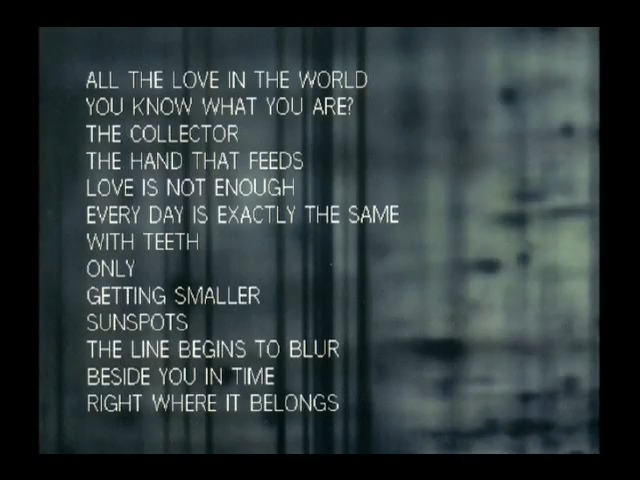 ALL THE LOVE IN THE WORLD
YOU KNOW WHAT YOU ARE?
THE COLLECTOR
THE HAND THAT FEEDS
LOVE IS NOT ENOUGH
EVERY DAY IS EXACTLY THE SAME
WITH TEETH
ONLY
GETTING SMALLER
SUNSPOTS
THE LINE BEGINS TO BLUR
BESIDE YOU IN TIME
RIGHT WHERE IT BELONGS